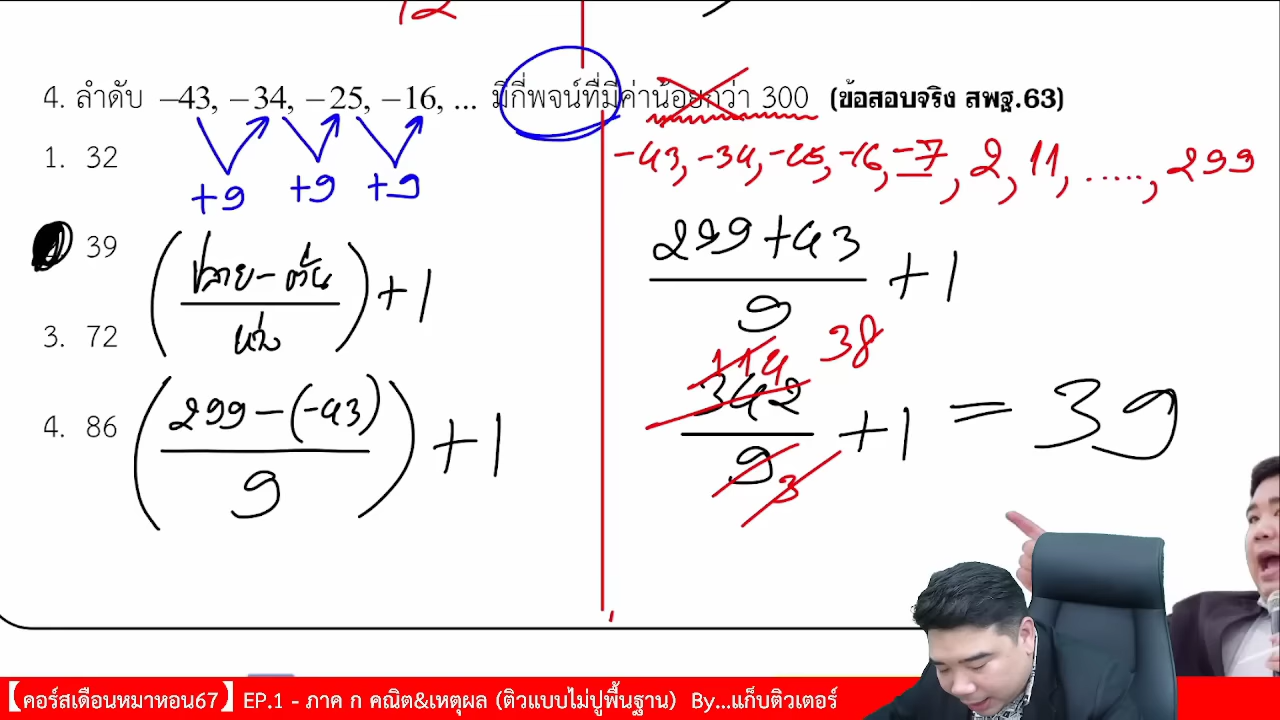 12
4. ลำดับ −43, −34, −25, −16, ... มีกี่พจน์ที่มีค่าน้อยกว่า 300 (ข้อสอบจริง สพฐ.63)
1. 32
+9 +9 +9
-43, -34, -25, -16, -7, 2, 11, ....., 299
39
(ปลาย - ต้น / ห่าง) + 1
299 + 43 / 9 + 1
3. 72
4. 86
(299 - (-43) / 9) + 1
114 38
342 / 9 + 1 = 39
3
【คอร์สเดือนหมาหอน67】 EP.1 - ภาค ก คณิต&เหตุผล (ติวแบบไม่ปูพื้นฐาน) By...แก็บติวเตอร์